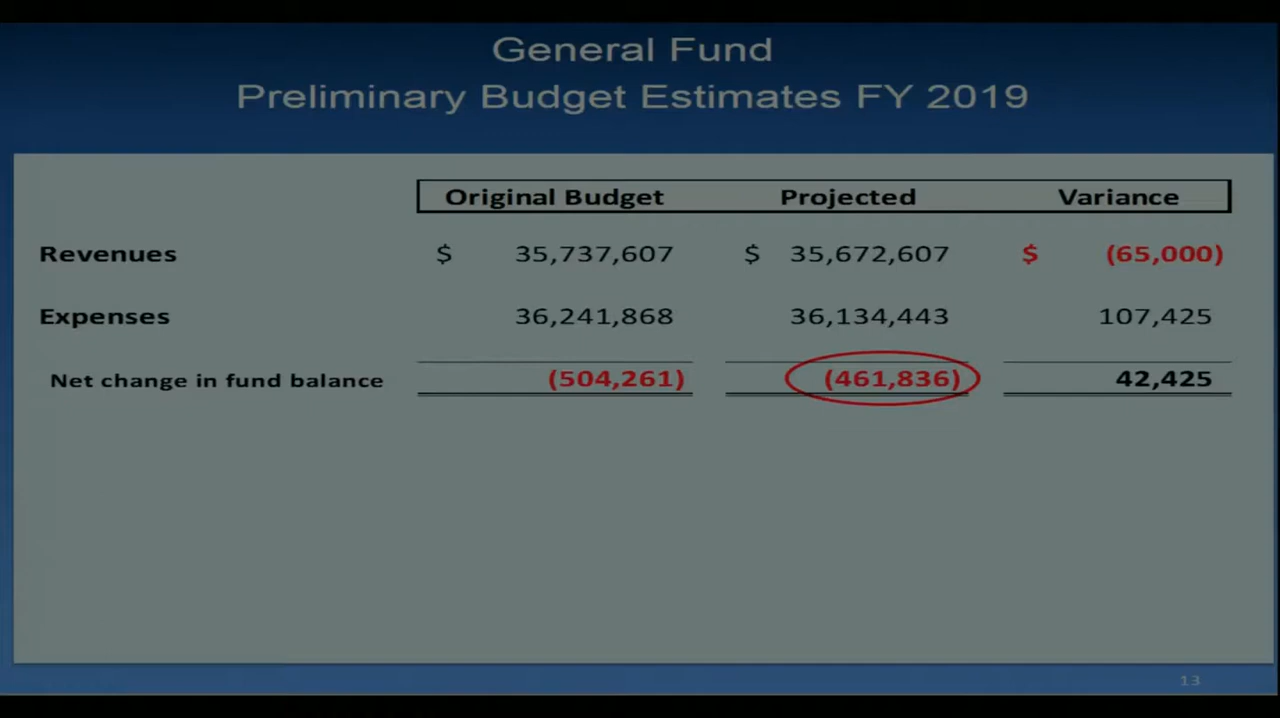 General Fund
Preliminary Budget Estimates FY 2019
Original Budget Projected Variance
Revenues $ 35,737,607 $ 35,672,607 $ (65,000)
Expenses 36,241,868 36,134,443 107,425
Net change in fund balance (504,261) (461,836) 42,425
13